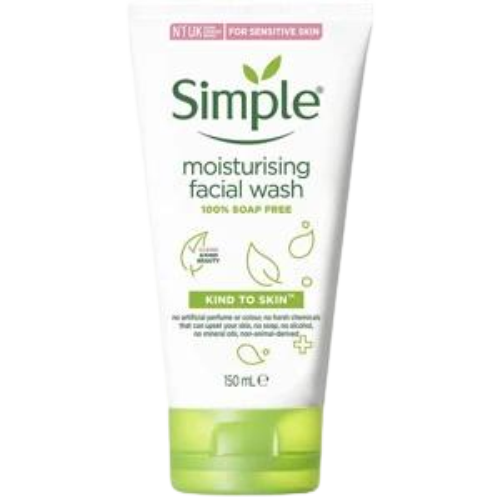 NTUK FOR SENSITIVE SKIN
Simple®
moisturising
facial wash
100% SOAP FREE
BEAUTY
KIND TO SKIN™
no artificial perfume or colour, no harsh chemicals
that can upset your skin, no soap, no alcohol,
no mineral oils, non-animal-derived
150 mL ℮